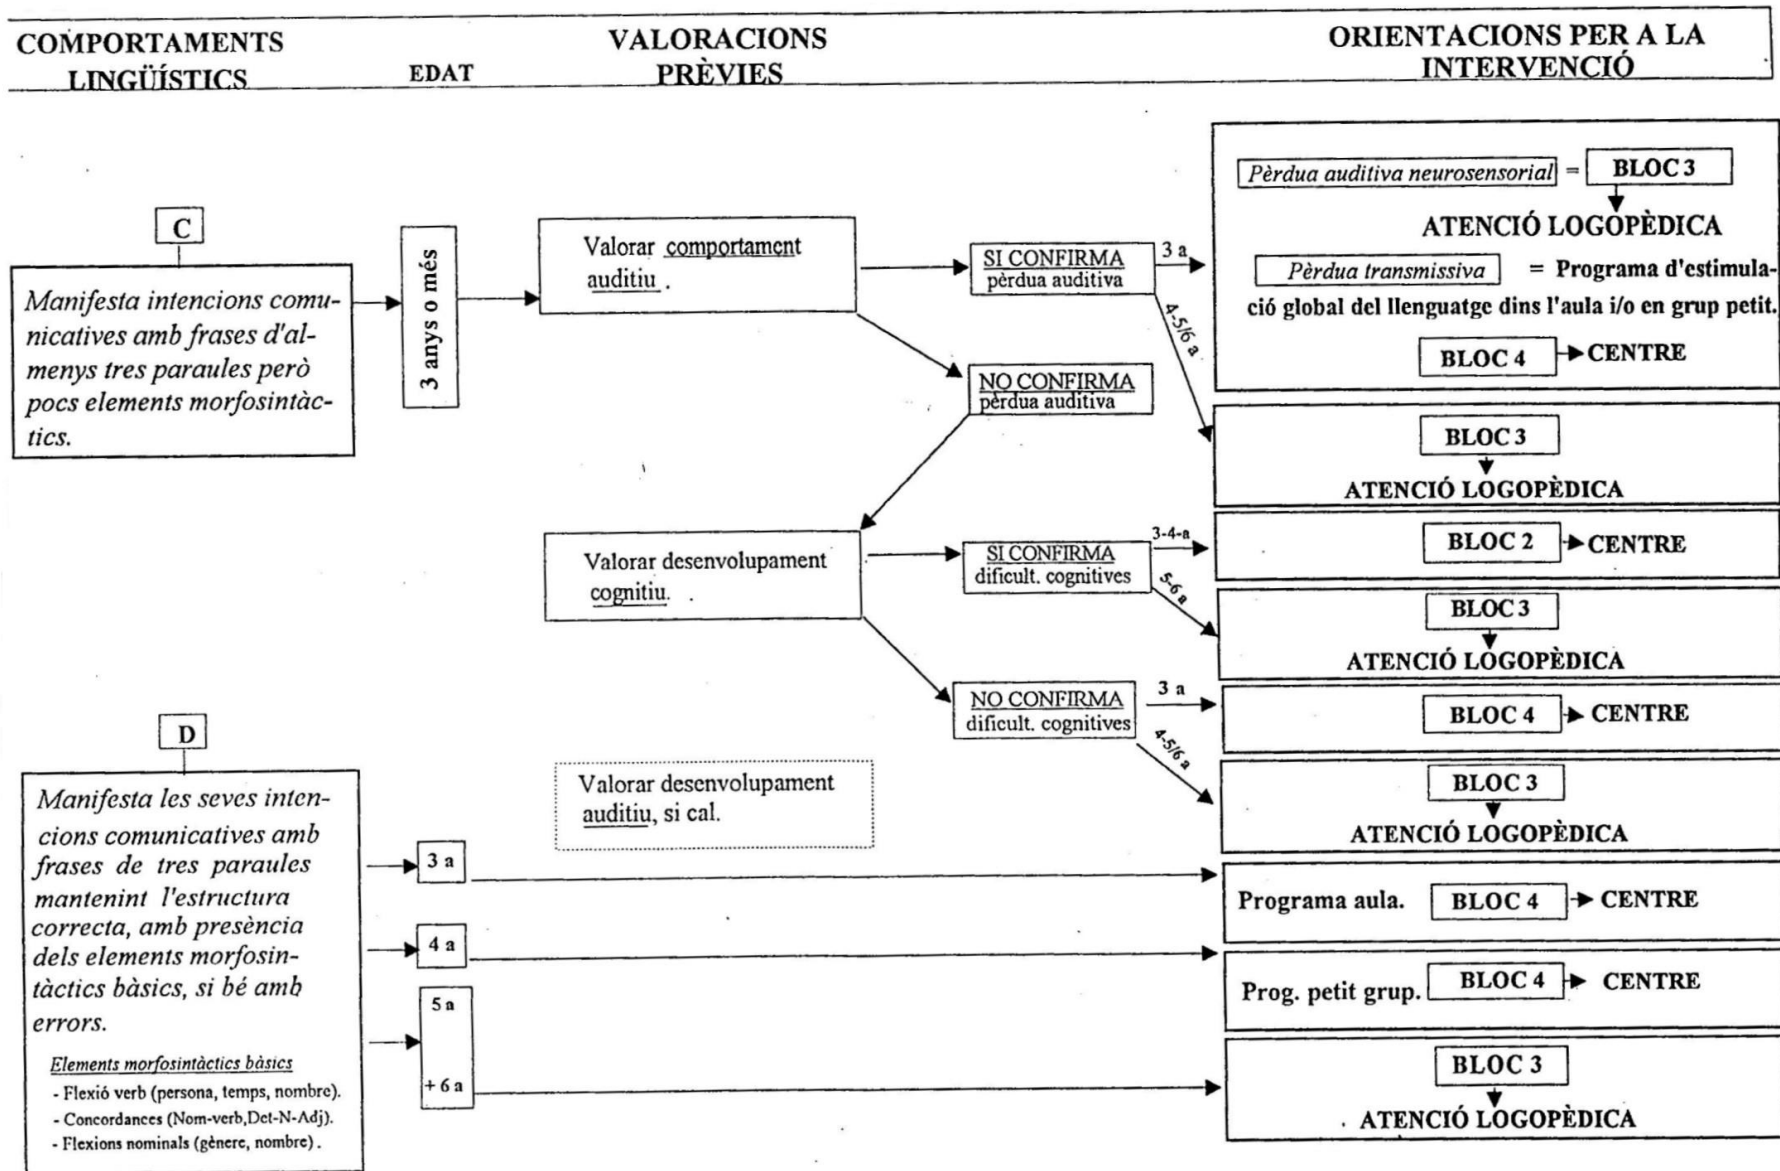 COMPORTAMENTS
LINGÜÍSTICS
EDAT
VALORACIONS
PRÈVIES
ORIENTACIONS PER A LA
INTERVENCIÓ
C
Manifesta intencions comu-
nicatives amb frases d'al-
menys tres paraules però
pocs elements morfosintàc-
tics.
3 anys o més
Valorar comportament
auditiu .
SI CONFIRMA
pèrdua auditiva
3 a
4-5/6 a
NO CONFIRMA
pèrdua auditiva
Pèrdua auditiva neurosensorial = BLOC 3
ATENCIÓ LOGOPÈDICA
Pèrdua transmissiva = Programa d'estimula-
ció global del llenguatge dins l'aula i/o en grup petit.
BLOC 4 CENTRE
BLOC 3
ATENCIÓ LOGOPÈDICA
Valorar desenvolupament
cognitiu.
SI CONFIRMA
dificult. cognitives
3-4-a
5-6 a
BLOC 2 CENTRE
BLOC 3
ATENCIÓ LOGOPÈDICA
NO CONFIRMA
dificult. cognitives
3 a
4-5/6 a
BLOC 4 CENTRE
BLOC 3
ATENCIÓ LOGOPÈDICA
D
Manifesta les seves inten-
cions comunicatives amb
frases de tres paraules
mantenint l'estructura
correcta, amb presència
dels elements morfosin-
tàctics bàsics, si bé amb
errors.
Elements morfosintàctics bàsics
- Flexió verb (persona, temps, nombre).
- Concordances (Nom-verb,Det-N-Adj).
- Flexions nominals (gènere, nombre) .
Valorar desenvolupament
auditiu, si cal.
3 a
Programa aula. BLOC 4 CENTRE
4 a
Prog. petit grup. BLOC 4 CENTRE
5 a
+ 6 a
BLOC 3
ATENCIÓ LOGOPÈDICA